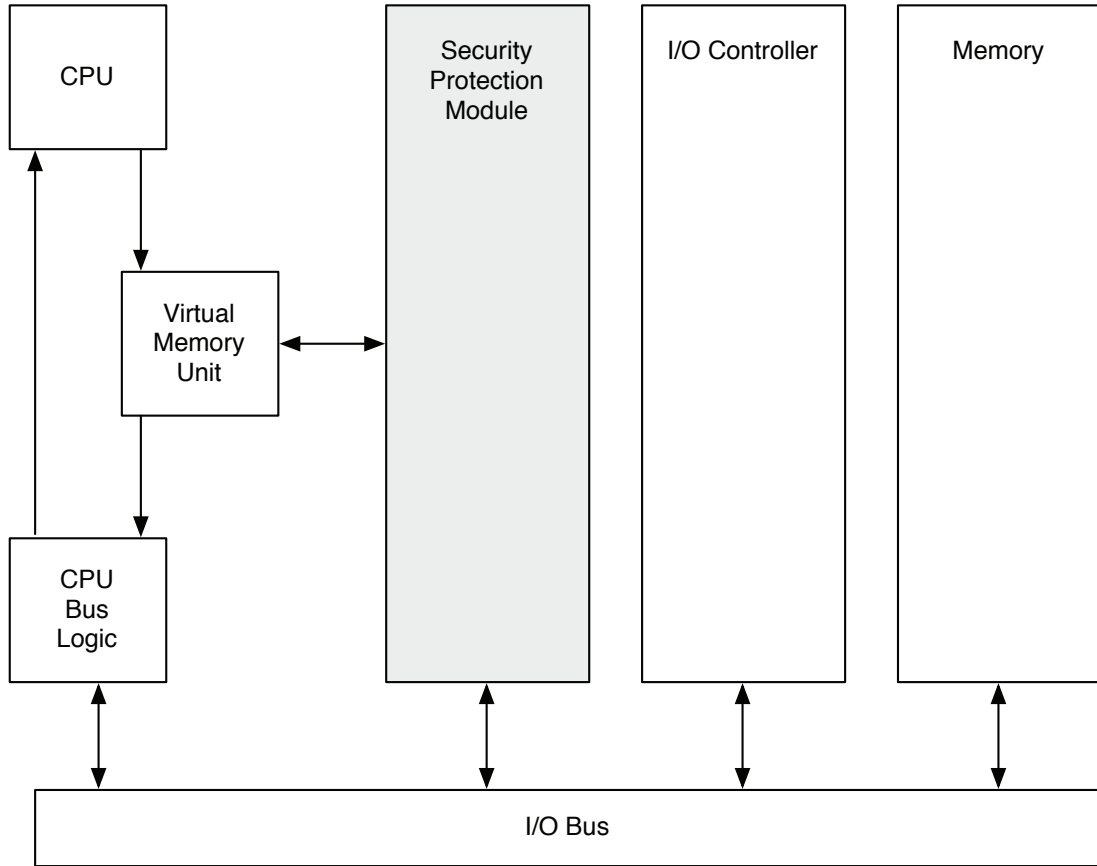 CPU
Security
Protection
Module
I/O Controller
Memory
Virtual
Memory
Unit
CPU
Bus
Logic
I/O Bus